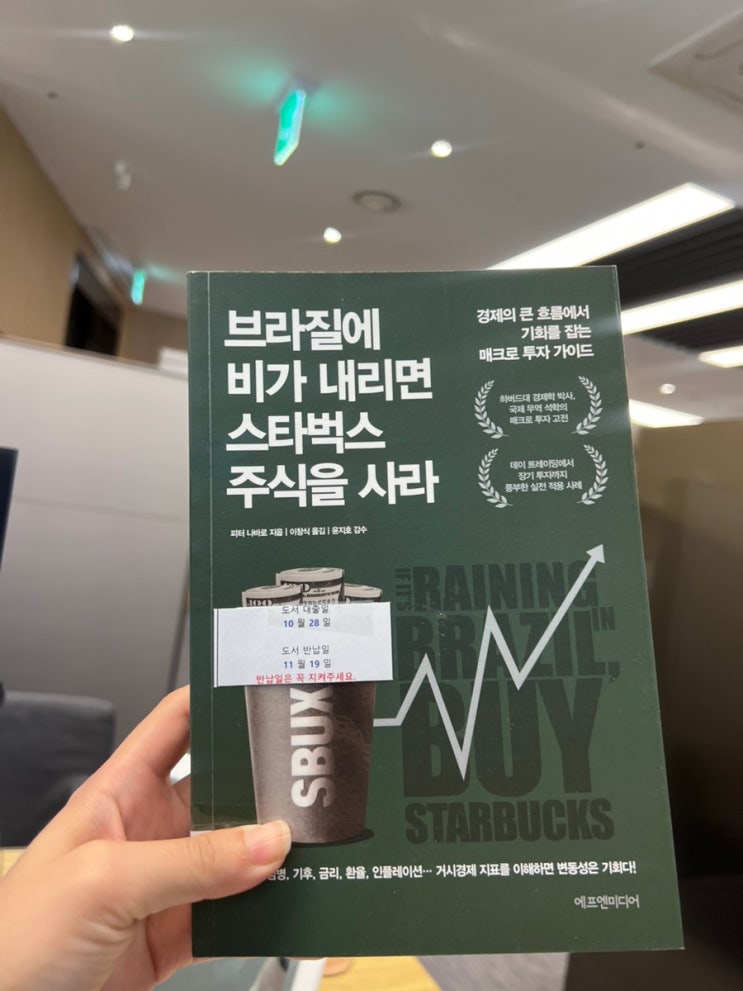 브라질에
비가 내리면
스타벅스
주식을 사라
경제의 큰 흐름에서
기회를 잡는
매크로 투자 가이드
하버드대 경제학 박사,
국제 무역 석학의
매크로 투자 고전
데이 트레이딩에서
장기 투자까지
풍부한 실전 적용 사례
피터 나바로 지음 | 이창식 옮김 | 윤지호 감수
도서 대출일
10 월 28 일
도서 반납일
11 월 19 일
반납일은 꼭 지켜주세요.
SBUX
IF IT'S
RAINING
IN
BRAZIL,
BUY
STARBUCKS
기후, 금리, 환율, 인플레이션… 거시경제 지표를 이해하면 변동성은 기회다!
에프엔미디어